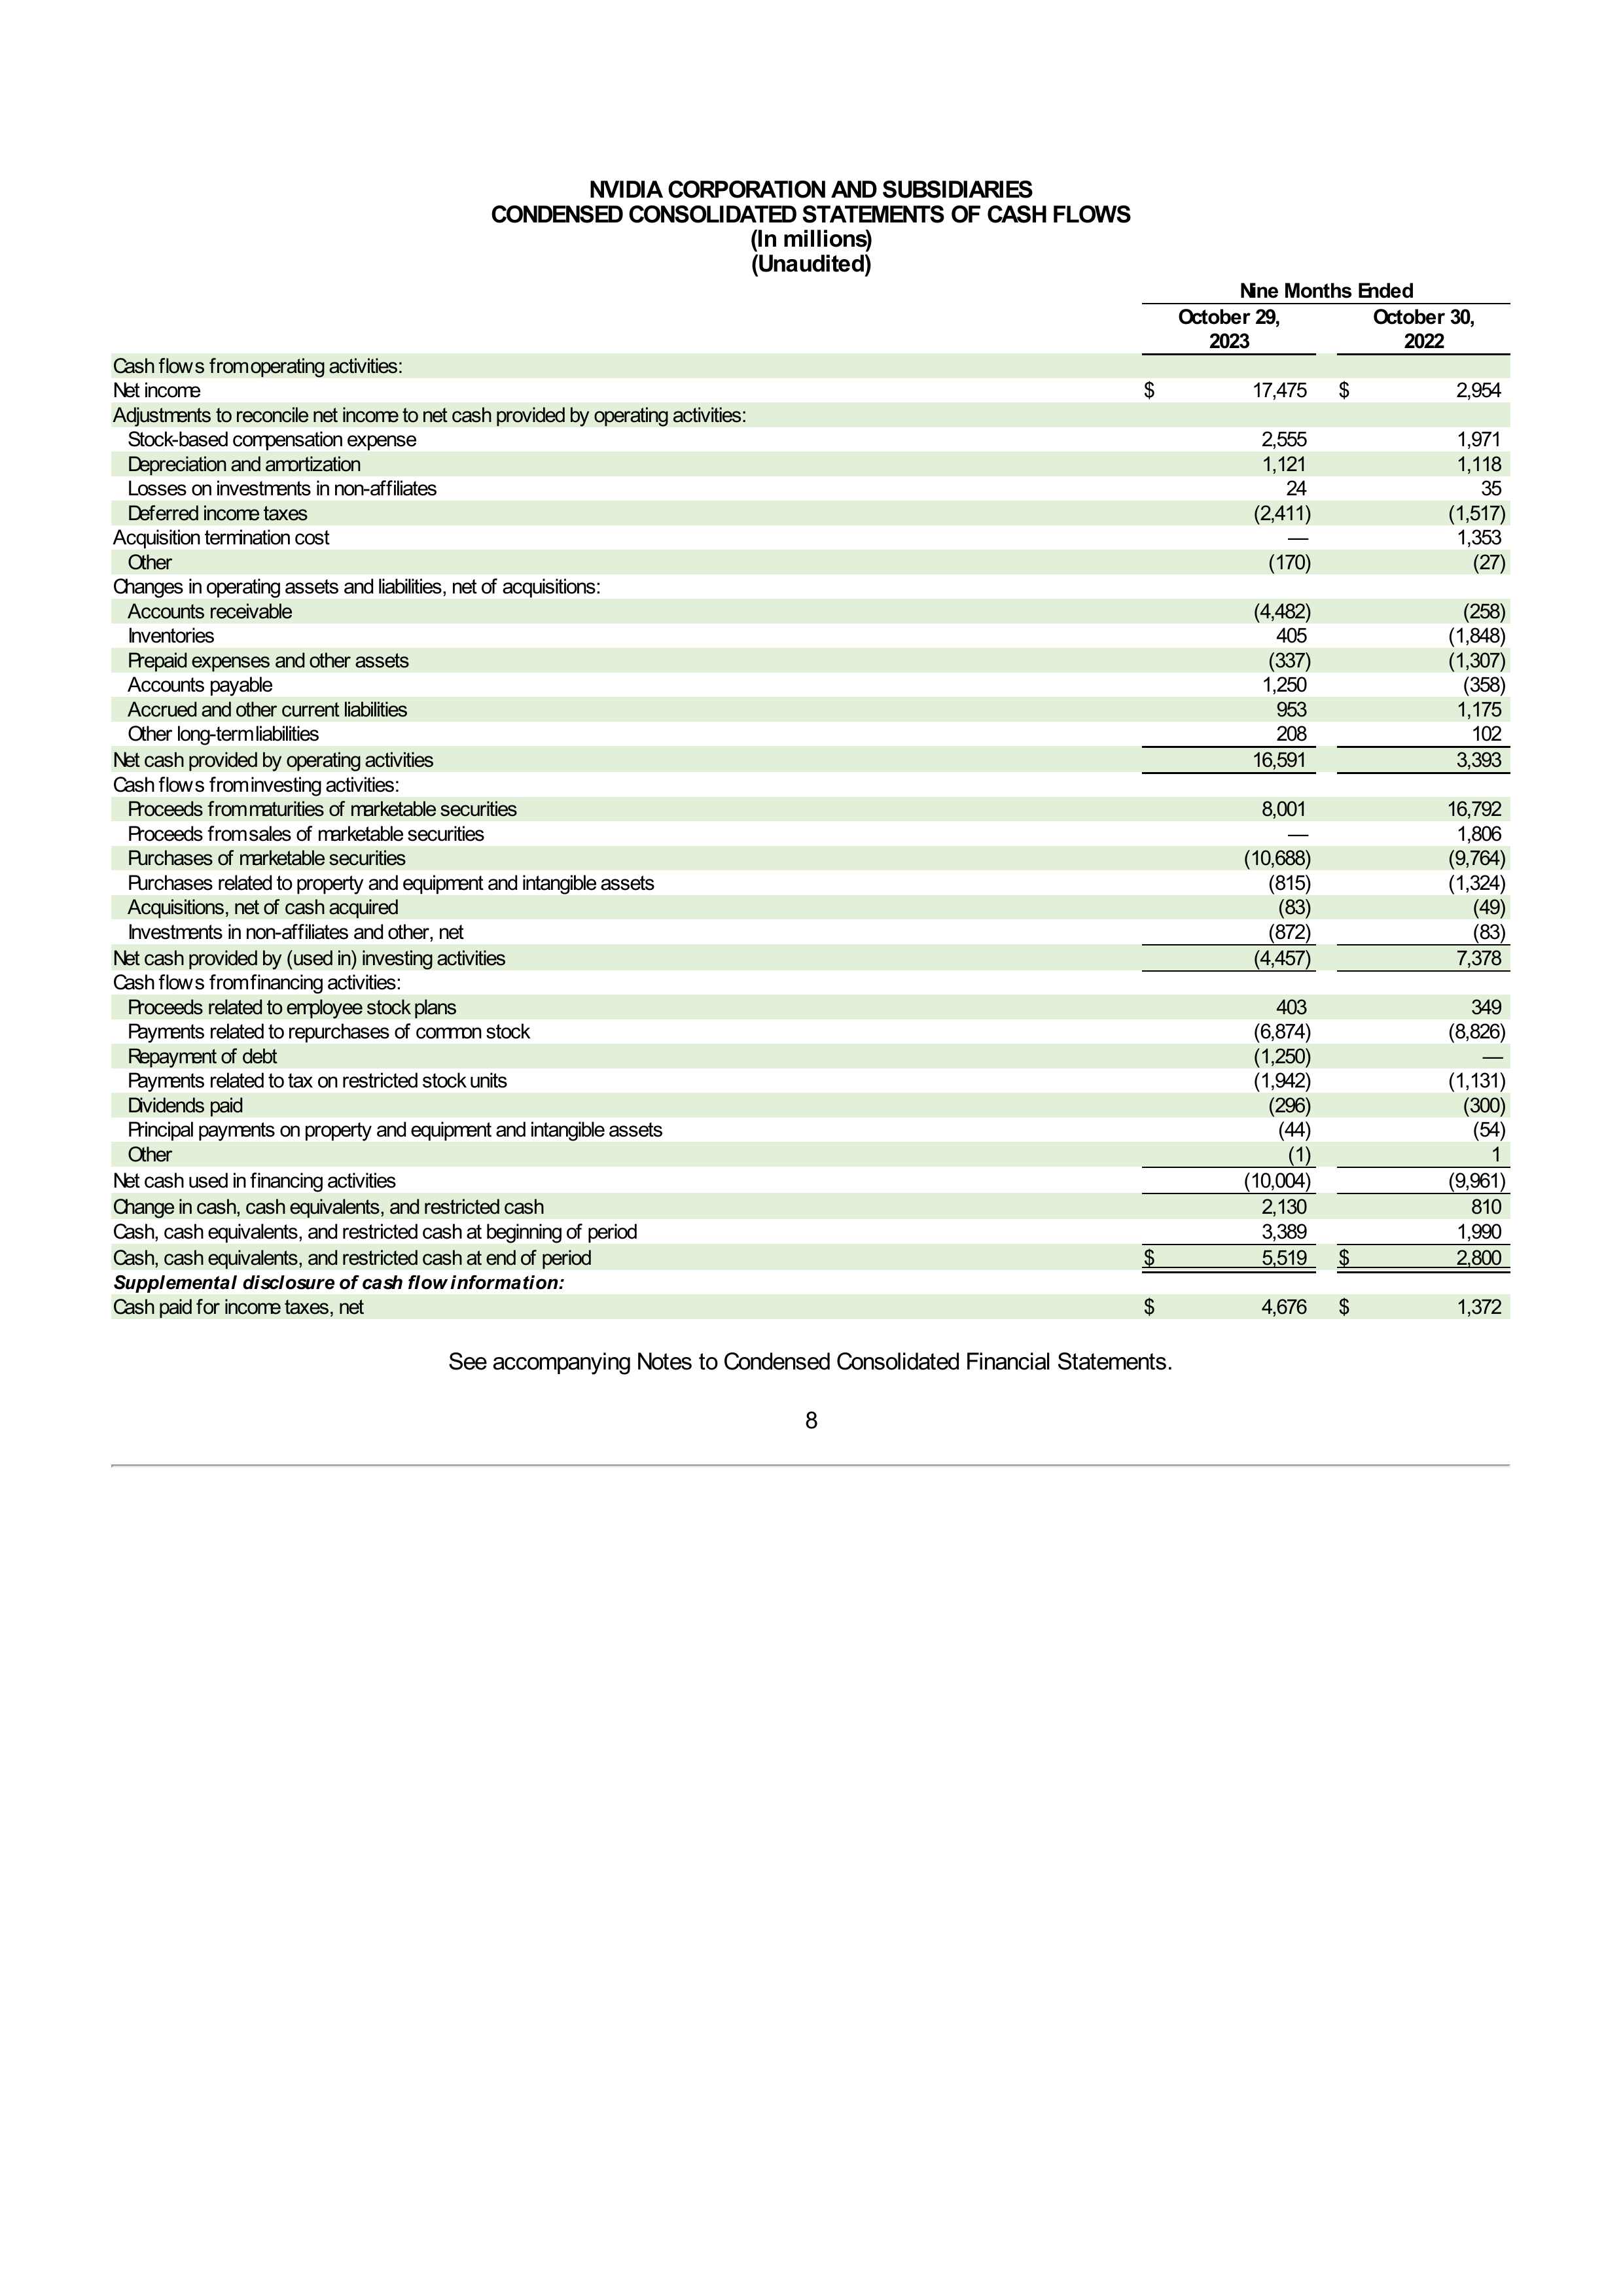 NVIDIA CORPORATION AND SUBSIDIARIES
CONDENSED CONSOLIDATED STATEMENTS OF CASH FLOWS
(In millions)
(Unaudited)
Nine Months Ended
October 29, October 30,
2023 2022
Cash flows from operating activities:
Net income $ 17,475 $ 2,954
Adjustments to reconcile net income to net cash provided by operating activities:
Stock-based compensation expense 2,555 1,971
Depreciation and amortization 1,121 1,118
Losses on investments in non-affiliates 24 35
Deferred income taxes (2,411) (1,517)
Acquisition termination cost — 1,353
Other (170) (27)
Changes in operating assets and liabilities, net of acquisitions:
Accounts receivable (4,482) (258)
Inventories 405 (1,848)
Prepaid expenses and other assets (337) (1,307)
Accounts payable 1,250 (358)
Accrued and other current liabilities 953 1,175
Other long-term liabilities 208 102
Net cash provided by operating activities 16,591 3,393
Cash flows from investing activities:
Proceeds from maturities of marketable securities 8,001 16,792
Proceeds from sales of marketable securities — 1,806
Purchases of marketable securities (10,688) (9,764)
Purchases related to property and equipment and intangible assets (815) (1,324)
Acquisitions, net of cash acquired (83) (49)
Investments in non-affiliates and other, net (872) (83)
Net cash provided by (used in) investing activities (4,457) 7,378
Cash flows from financing activities:
Proceeds related to employee stock plans 403 349
Payments related to repurchases of common stock (6,874) (8,826)
Repayment of debt (1,250) —
Payments related to tax on restricted stock units (1,942) (1,131)
Dividends paid (296) (300)
Principal payments on property and equipment and intangible assets (44) (54)
Other (1) 1
Net cash used in financing activities (10,004) (9,961)
Change in cash, cash equivalents, and restricted cash 2,130 810
Cash, cash equivalents, and restricted cash at beginning of period 3,389 1,990
Cash, cash equivalents, and restricted cash at end of period $ 5,519 $ 2,800
Supplemental disclosure of cash flow information:
Cash paid for income taxes, net $ 4,676 $ 1,372
See accompanying Notes to Condensed Consolidated Financial Statements.
8